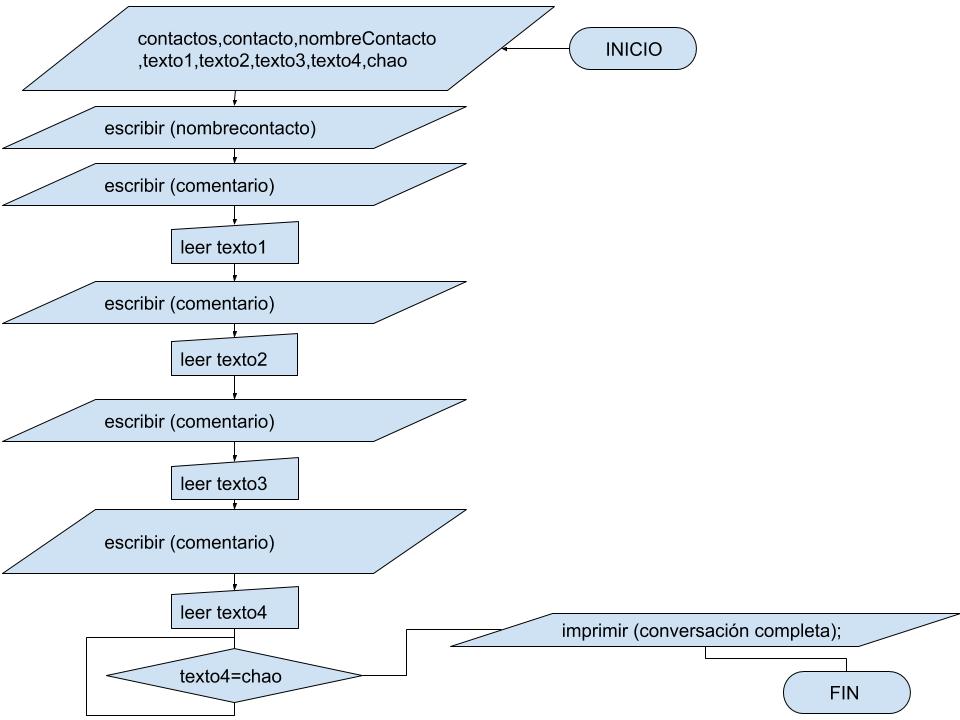 INICIO
contactos,contacto,nombreContacto
,texto1,texto2,texto3,texto4,chao
escribir (nombrecontacto)
escribir (comentario)
leer texto1
escribir (comentario)
leer texto2
escribir (comentario)
leer texto3
escribir (comentario)
leer texto4
texto4=chao
imprimir (conversación completa);
FIN